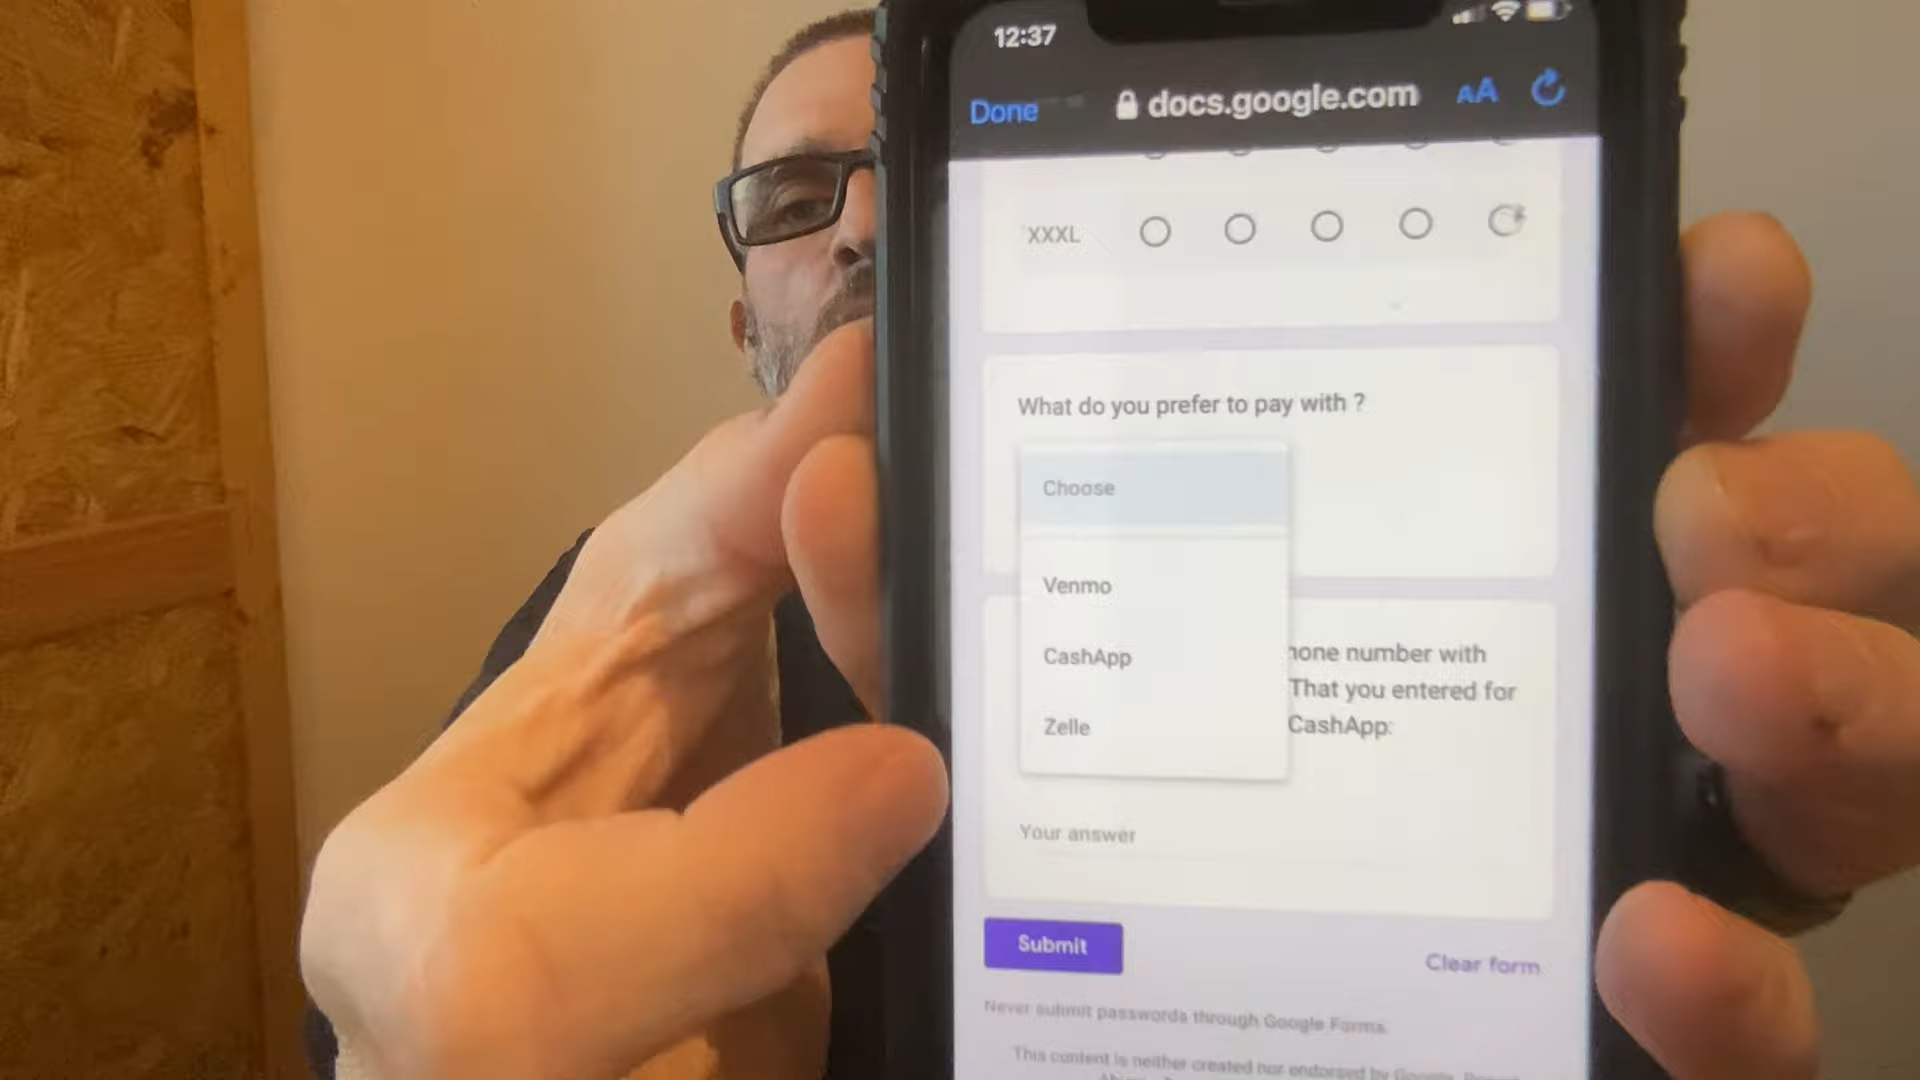 12:37
Done
docs.google.com
AA
XXXL
What do you prefer to pay with ?
Choose
Venmo
CashApp
Zelle
hone number with
That you entered for
CashApp:
Your answer
Submit
Clear form
Never submit passwords through Google Forms.
This content is neither created nor endorsed by Google.